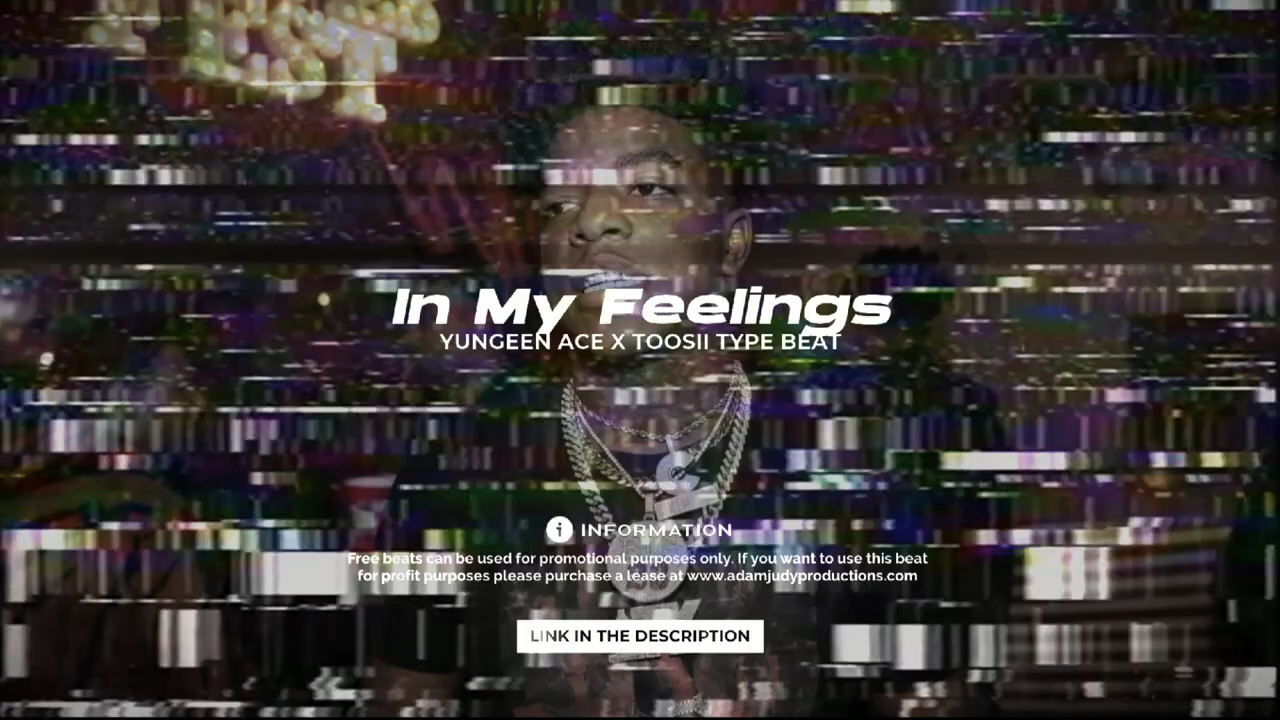 In My Feelings
YUNGEEN ACE X TOOSII TYPE BEAT
i INFORMATION
Free beats can be used for promotional purposes only. If you want to use this beat
for profit purposes please purchase a lease at www.adamjudyproductions.com
LINK IN THE DESCRIPTION